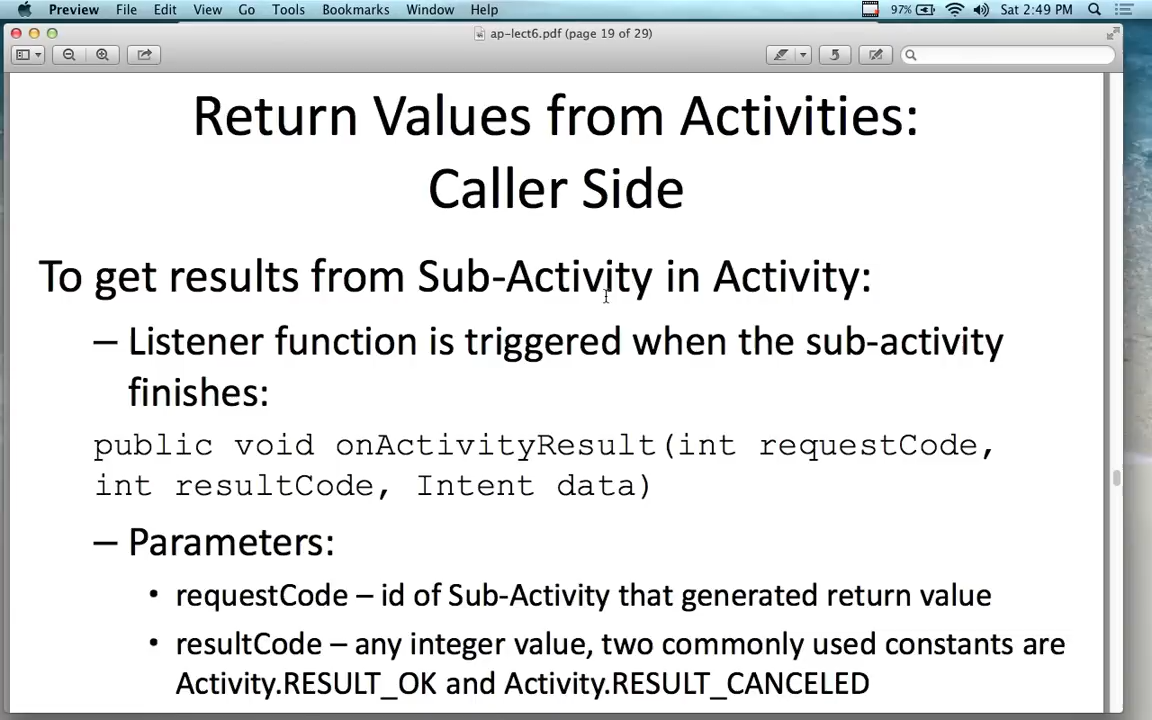 Preview File Edit View Go Tools Bookmarks Window Help 97% Sat 2:49 PM
ap-lect6.pdf (page 19 of 29)
Return Values from Activities:
Caller Side
To get results from Sub-Activity in Activity:
– Listener function is triggered when the sub-activity
finishes:
public void onActivityResult(int requestCode,
int resultCode, Intent data)
– Parameters:
• requestCode – id of Sub-Activity that generated return value
• resultCode – any integer value, two commonly used constants are
Activity.RESULT_OK and Activity.RESULT_CANCELED